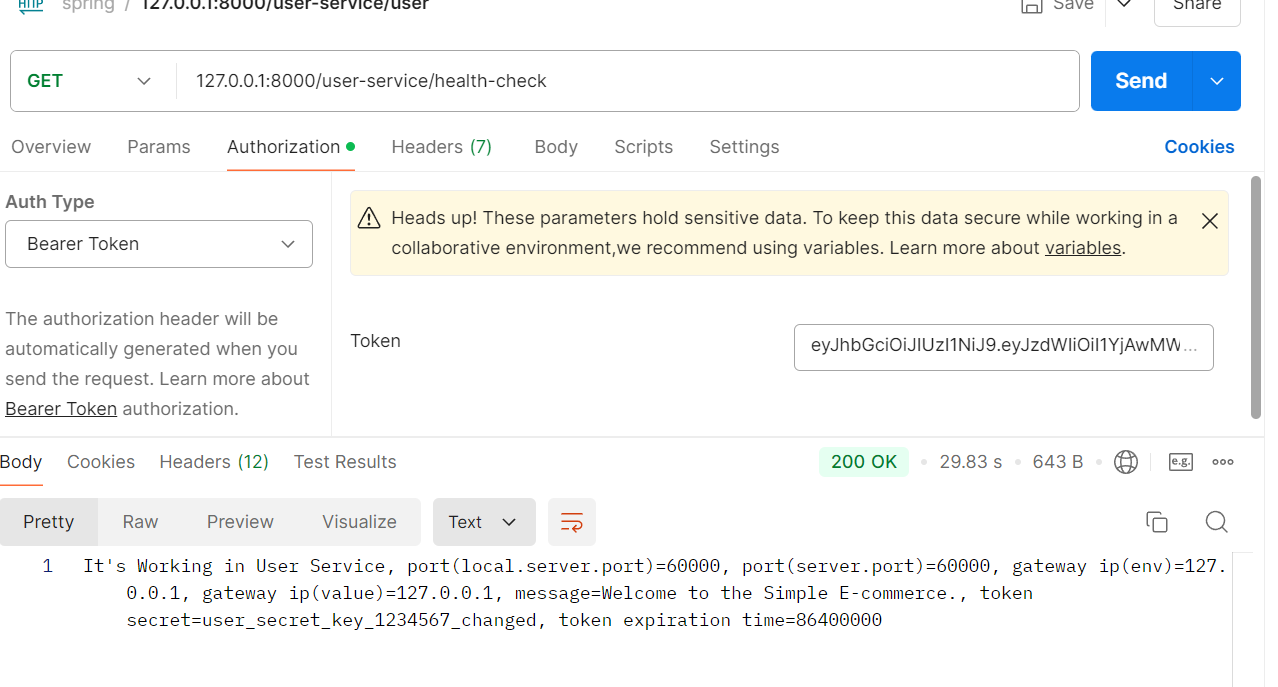 HTTP spring / 127.0.0.1:8000/user-service/user Save Share
GET 127.0.0.1:8000/user-service/health-check Send
Overview Params Authorization Headers (7) Body Scripts Settings Cookies
Auth Type
Bearer Token
Heads up! These parameters hold sensitive data. To keep this data secure while working in a
collaborative environment,we recommend using variables. Learn more about variables.
The authorization header will be
automatically generated when you
send the request. Learn more about
Bearer Token authorization.
Token eyJhbGciOiJIUzI1NiJ9.eyJzdWIiOiI1YjAwMW...
Body Cookies Headers (12) Test Results 200 OK 29.83 s 643 B e.g.
Pretty Raw Preview Visualize Text
1 It's Working in User Service, port(local.server.port)=60000, port(server.port)=60000, gateway ip(env)=127.
0.0.1, gateway ip(value)=127.0.0.1, message=Welcome to the Simple E-commerce., token
secret=user_secret_key_1234567_changed, token expiration time=86400000